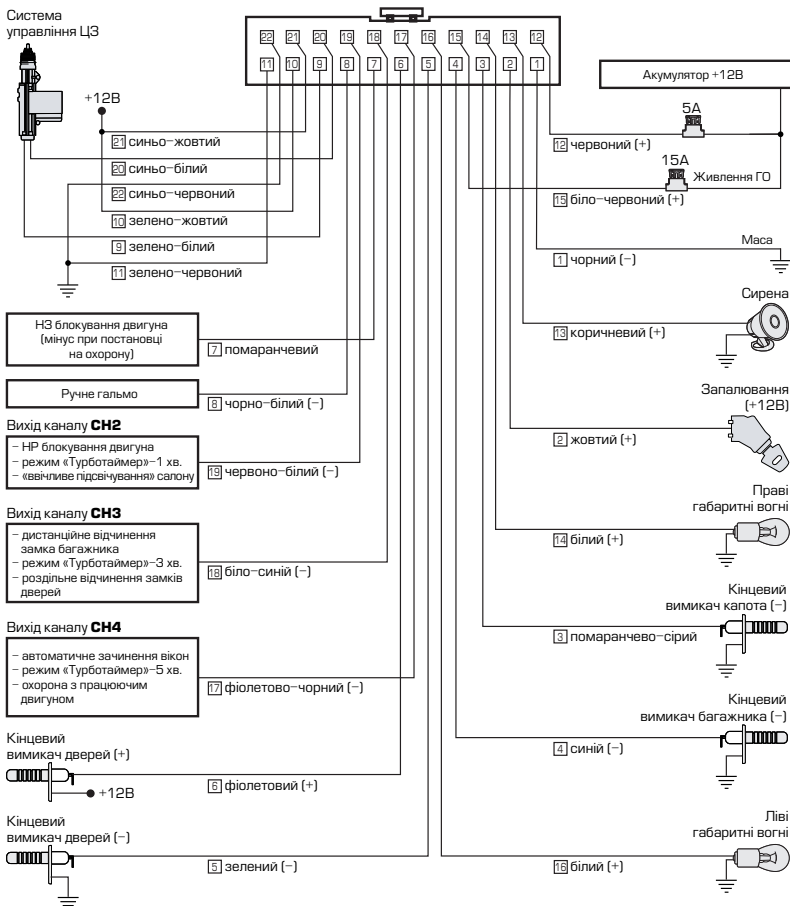 Система
управління ЦЗ
22 21 20 19 18 17 16 15 14 13 12
11 10 9 8 7 6 5 4 3 2 1
+12В
21 синьо-жовтий
20 синьо-білий
22 синьо-червоний
10 зелено-жовтий
9 зелено-білий
11 зелено-червоний
НЗ блокування двигуна
(мінус при постановці
на охорону)
7 помаранчевий
Ручне гальмо
8 чорно-білий (-)
Вихід каналу CH2
- НР блокування двигуна
- режим «Турботаймер»-1 хв.
- «ввічливе підсвічування» салону
19 червоно-білий (-)
Вихід каналу CH3
- дистанційне відчинення
замка багажника
- режим «Турботаймер»-3 хв.
- роздільне відчинення замків
дверей
18 біло-синій (-)
Вихід каналу CH4
- автоматичне зачинення вікон
- режим «Турботаймер»-5 хв.
- охорона з працюючим
двигуном
17 фіолетово-чорний (-)
Кінцевий
вимикач дверей (+)
+12В
6 фіолетовий (+)
Кінцевий
вимикач дверей (-)
5 зелений (-)
Акумулятор +12В
5А
12 червоний (+)
15А
Живлення ГО
15 біло-червоний (+)
Маса
1 чорний (-)
Сирена
13 коричневий (+)
Запалювання
(+12В)
2 жовтий (+)
Праві
габаритні вогні
14 білий (+)
Кінцевий
вимикач капота (-)
3 помаранчево-сірий
Кінцевий
вимикач багажника (-)
4 синій (-)
Ліві
габаритні вогні
16 білий (+)